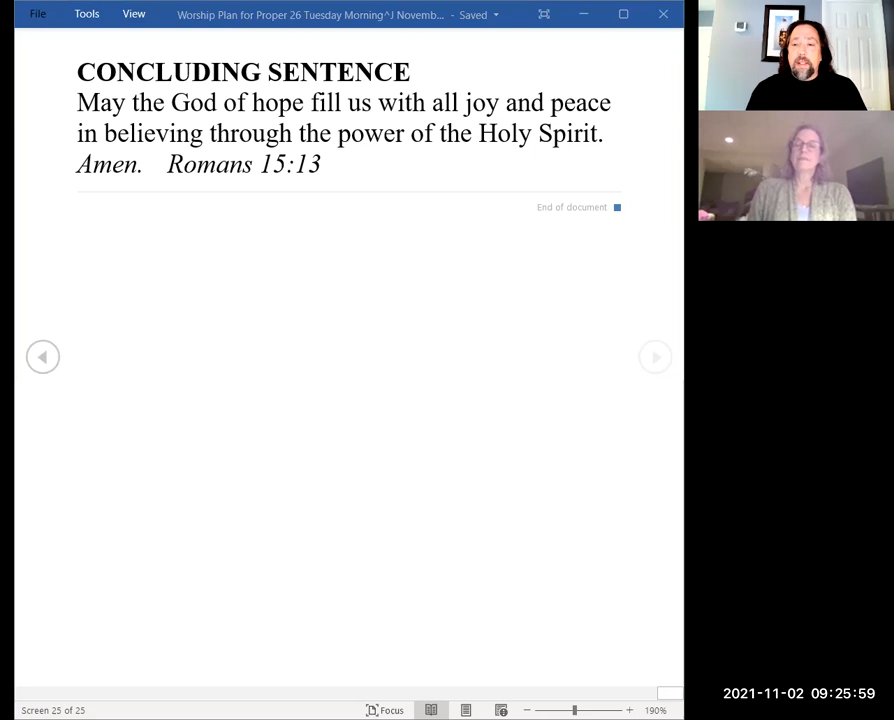 File Tools View Worship Plan for Proper 26 Tuesday Morning^J Novemb... - Saved
CONCLUDING SENTENCE
May the God of hope fill us with all joy and peace
in believing through the power of the Holy Spirit.
Amen. Romans 15:13
End of document
Screen 25 of 25 Focus 190%
2021-11-02 09:25:59